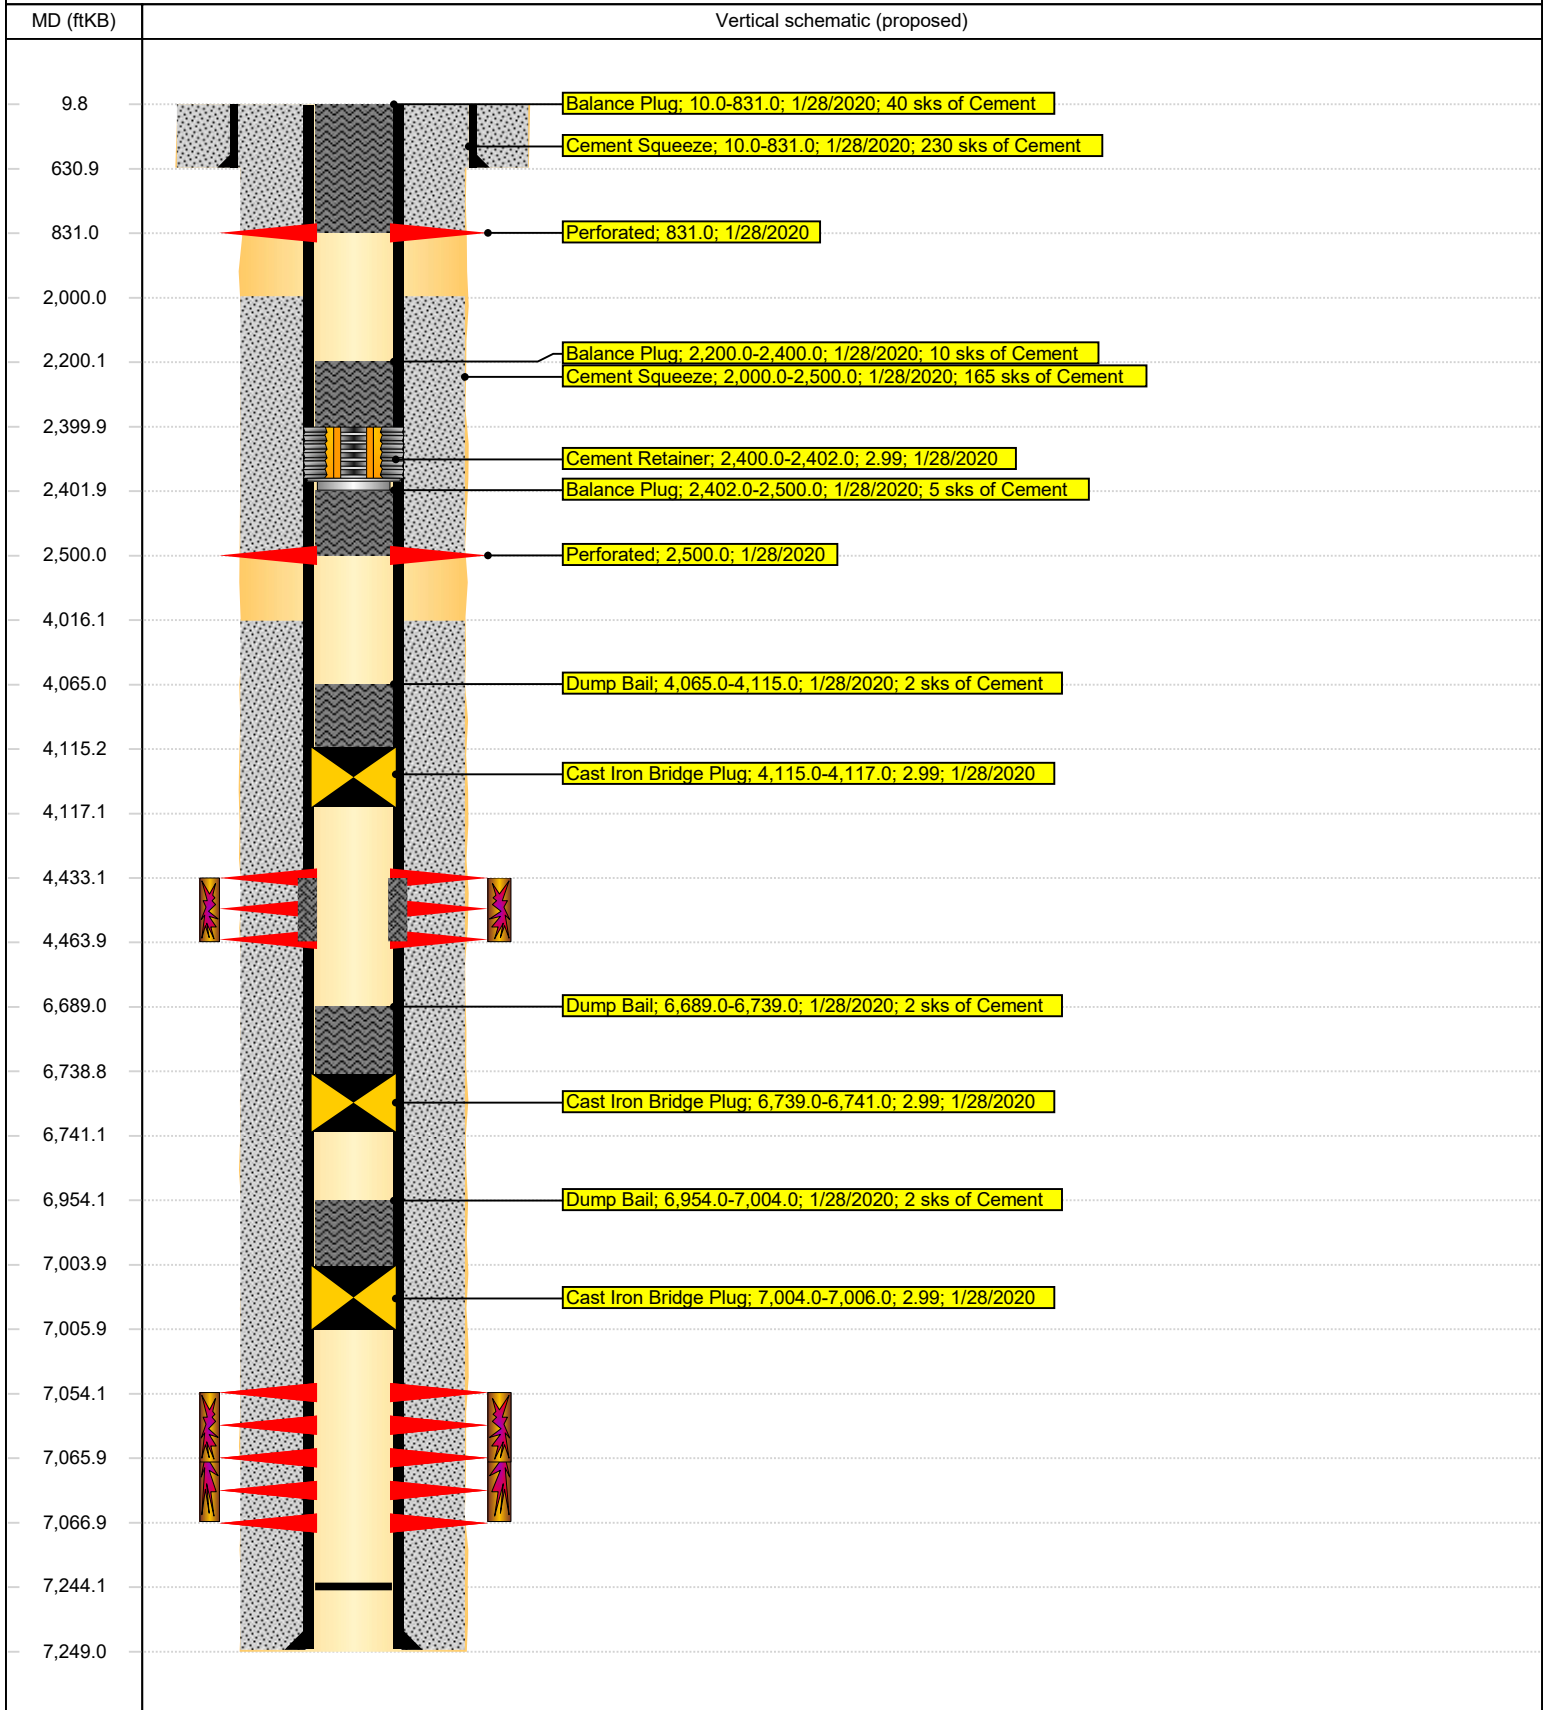 MD (ftKB)
Vertical schematic (proposed)
9.8
Balance Plug; 10.0-831.0; 1/28/2020; 40 sks of Cement
Cement Squeeze; 10.0-831.0; 1/28/2020; 230 sks of Cement
630.9
831.0
Perforated; 831.0; 1/28/2020
2,000.0
Balance Plug; 2,200.0-2,400.0; 1/28/2020; 10 sks of Cement
2,200.1
Cement Squeeze; 2,000.0-2,500.0; 1/28/2020; 165 sks of Cement
2,399.9
Cement Retainer; 2,400.0-2,402.0; 2.99; 1/28/2020
2,401.9
Balance Plug; 2,402.0-2,500.0; 1/28/2020; 5 sks of Cement
2,500.0
Perforated; 2,500.0; 1/28/2020
4,016.1
4,065.0
Dump Bail; 4,065.0-4,115.0; 1/28/2020; 2 sks of Cement
4,115.2
Cast Iron Bridge Plug; 4,115.0-4,117.0; 2.99; 1/28/2020
4,117.1
4,433.1
4,463.9
6,689.0
Dump Bail; 6,689.0-6,739.0; 1/28/2020; 2 sks of Cement
6,738.8
Cast Iron Bridge Plug; 6,739.0-6,741.0; 2.99; 1/28/2020
6,741.1
6,954.1
Dump Bail; 6,954.0-7,004.0; 1/28/2020; 2 sks of Cement
7,003.9
Cast Iron Bridge Plug; 7,004.0-7,006.0; 2.99; 1/28/2020
7,005.9
7,054.1
7,065.9
7,066.9
7,244.1
7,249.0